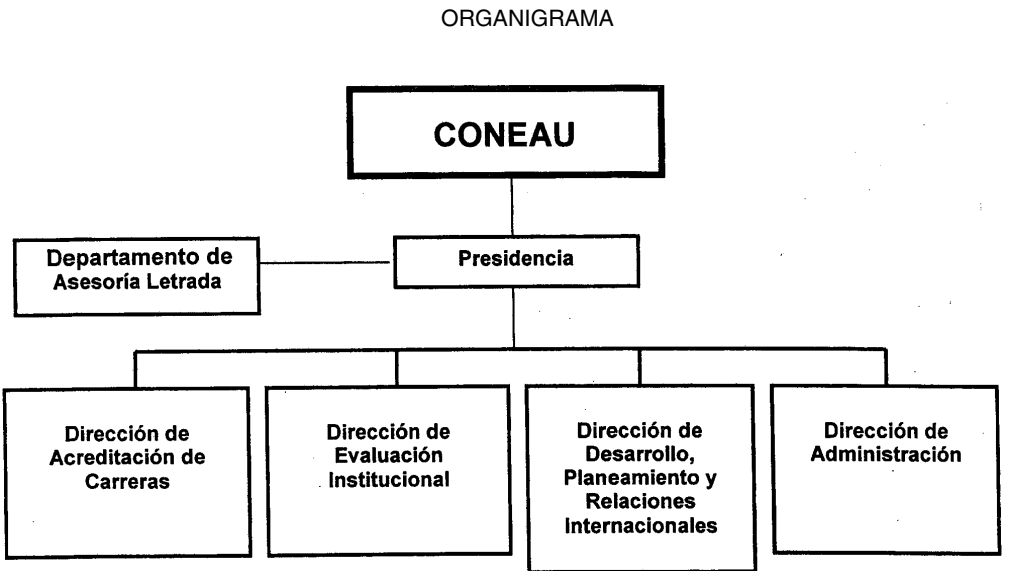 ORGANIGRAMA
CONEAU
Departamento de
Asesoría Letrada
Presidencia
Dirección de
Acreditación de
Carreras
Dirección de
Evaluación
Institucional
Dirección de
Desarrollo,
Planeamiento y
Relaciones
Internacionales
Dirección de
Administración